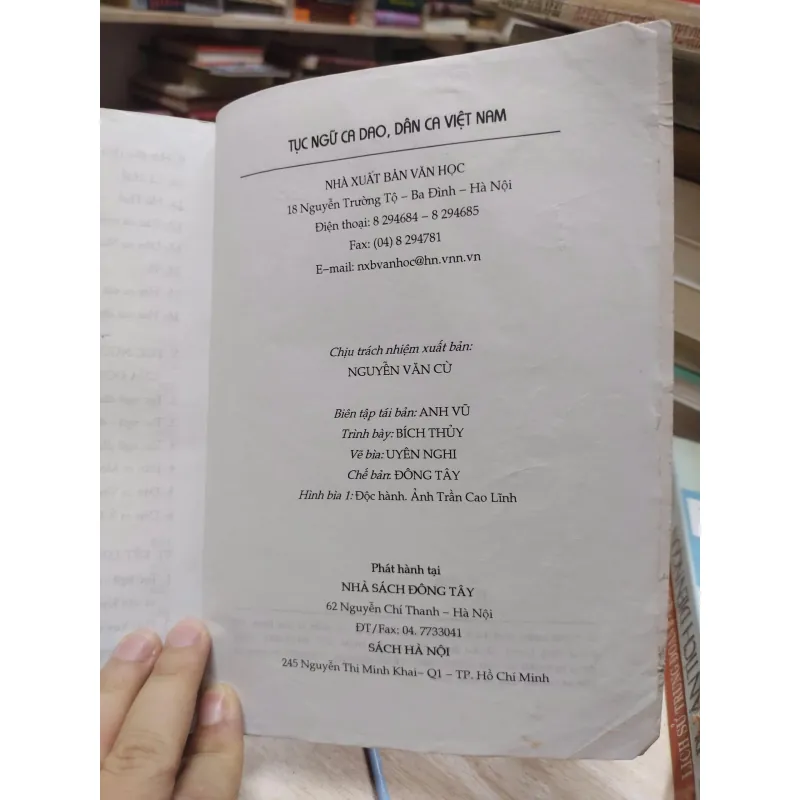 TỤC NGỮ CA DAO, DÂN CA VIỆT NAM
NHÀ XUẤT BẢN VĂN HỌC
18 Nguyễn Trường Tộ – Ba Đình – Hà Nội
Điện thoại: 8 294684 – 8 294685
Fax: (04) 8 294781
E–mail: nxbvanhoc@hn.vnn.vn
Chịu trách nhiệm xuất bản:
NGUYỄN VĂN CỪ
Biên tập tái bản: ANH VŨ
Trình bày: BÍCH THỦY
Vẽ bìa: UYÊN NGHI
Chế bản: ĐÔNG TÂY
Hình bìa 1: Độc hành. Ảnh Trần Cao Lĩnh
Phát hành tại
NHÀ SÁCH ĐÔNG TÂY
62 Nguyễn Chí Thanh – Hà Nội
ĐT/Fax: 04. 7733041
SÁCH HÀ NỘI
245 Nguyễn Thị Minh Khai– Q1 – TP. Hồ Chí Minh
LỊCH SỬ TRUNG